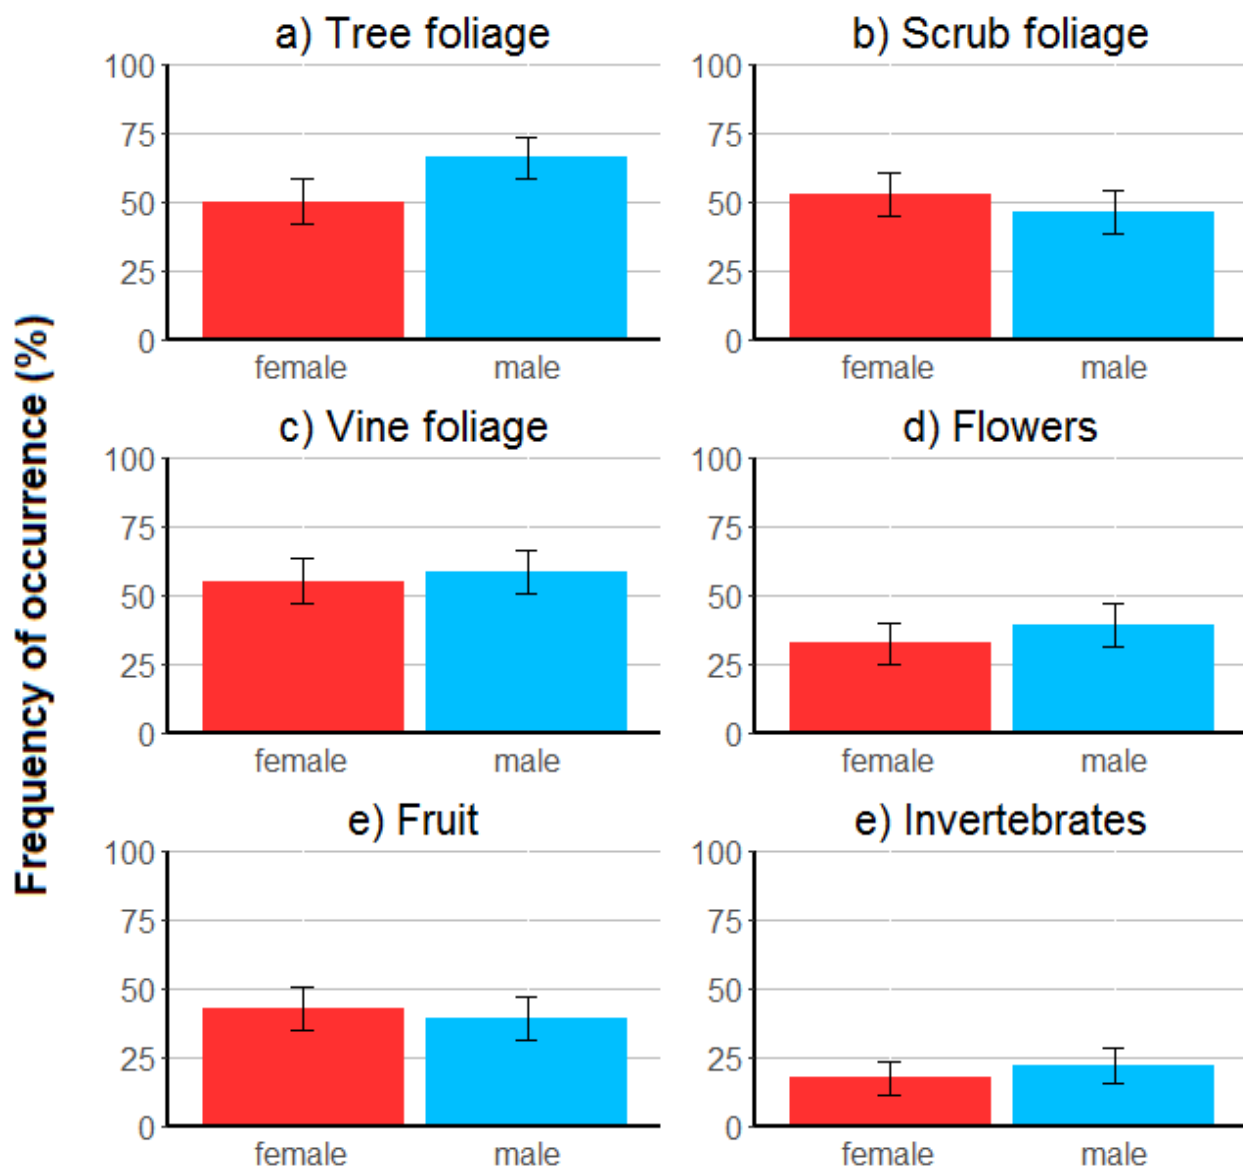 Frequency of occurrence (%)
a) Tree foliage
100
75
50
25
0
female male
b) Scrub foliage
100
75
50
25
0
female male
c) Vine foliage
100
75
50
25
0
female male
d) Flowers
100
75
50
25
0
female male
e) Fruit
100
75
50
25
0
female male
e) Invertebrates
100
75
50
25
0
female male